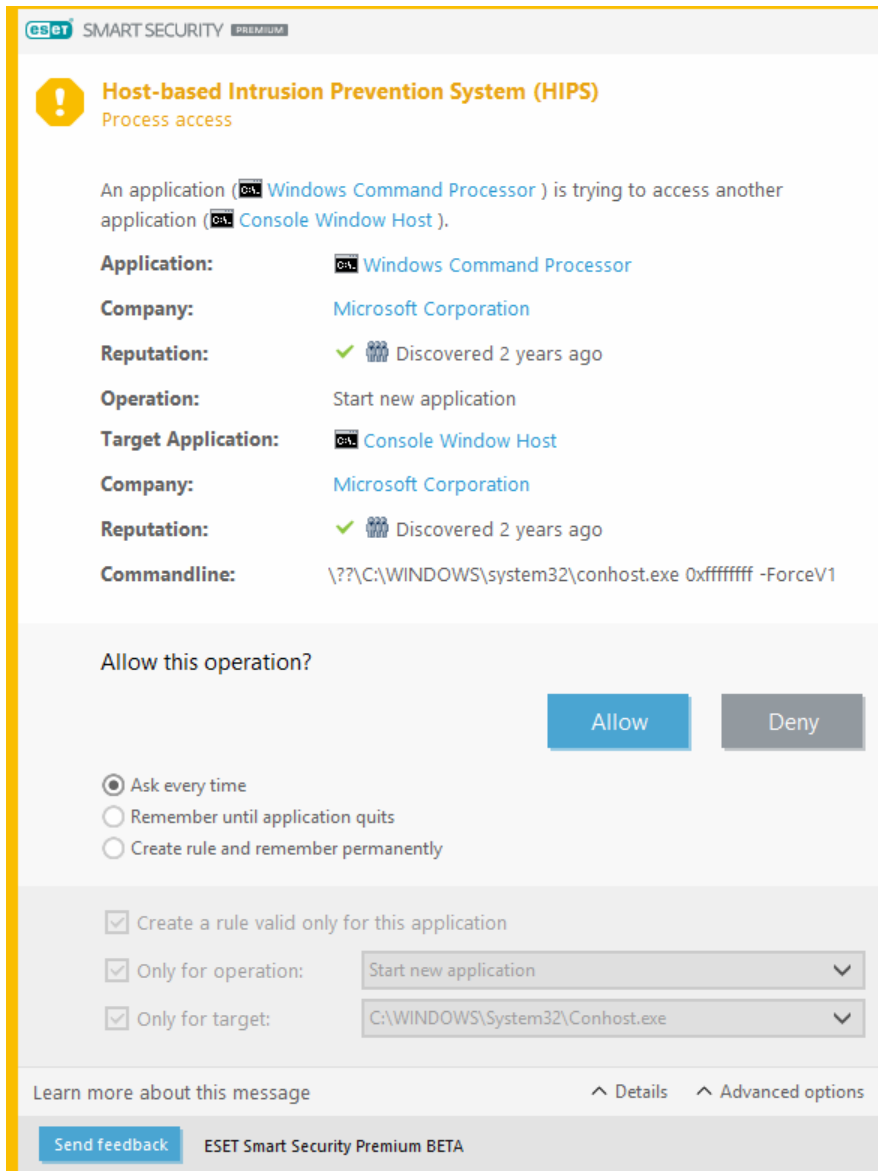 eset SMART SECURITY PREMIUM
Host-based Intrusion Prevention System (HIPS)
Process access
An application ( Windows Command Processor ) is trying to access another
application ( Console Window Host ).
Application: Windows Command Processor
Company: Microsoft Corporation
Reputation: Discovered 2 years ago
Operation: Start new application
Target Application: Console Window Host
Company: Microsoft Corporation
Reputation: Discovered 2 years ago
Commandline: \??\C:\WINDOWS\system32\conhost.exe 0xffffffff -ForceV1
Allow this operation?
Allow Deny
Ask every time
Remember until application quits
Create rule and remember permanently
Create a rule valid only for this application
Only for operation: Start new application
Only for target: C:\WINDOWS\System32\Conhost.exe
Learn more about this message Details Advanced options
Send feedback ESET Smart Security Premium BETA